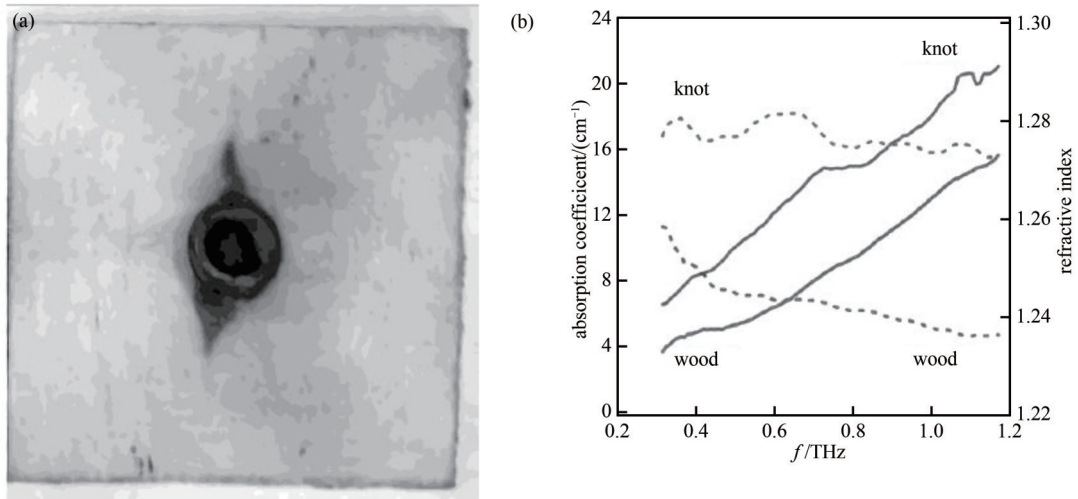 (a)
(b)
24
20
16
12
8
4
0
absorption coefficicent/(cm⁻¹)
knot
knot
wood
wood
1.30
1.28
1.26
1.24
1.22
refractive index
0.2
0.4
0.6
0.8
1.0
1.2
f/THz